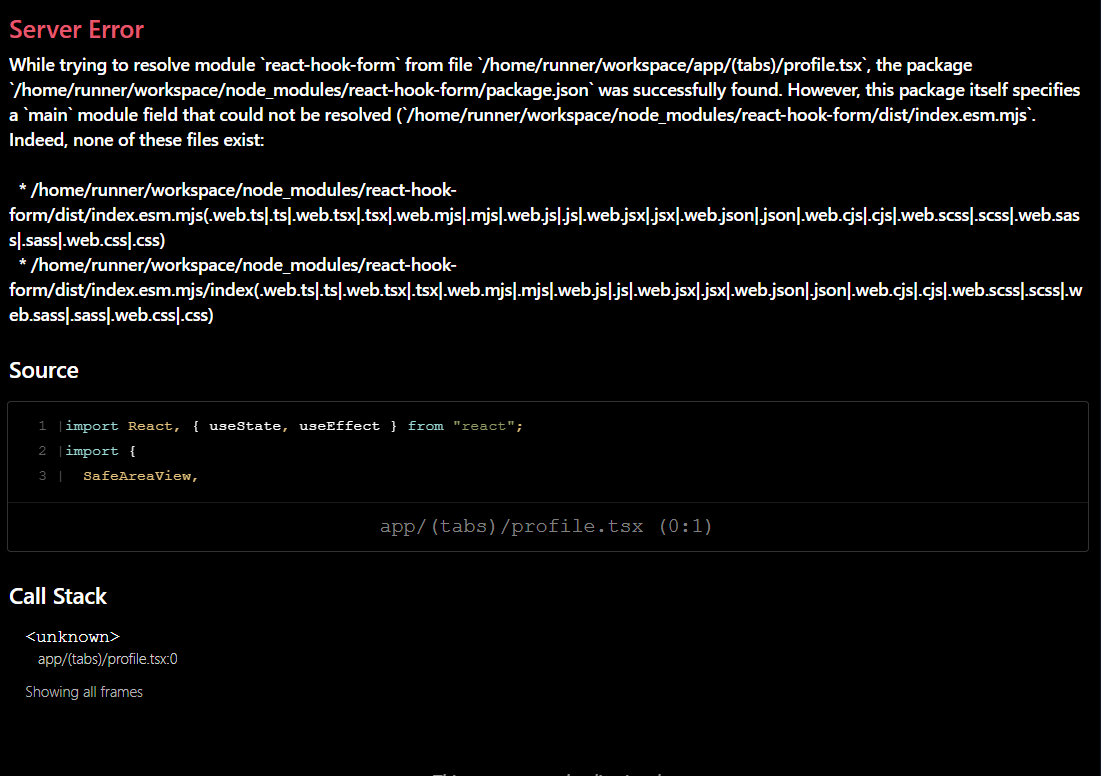 Server Error
While trying to resolve module `react-hook-form` from file `/home/runner/workspace/app/(tabs)/profile.tsx`, the package
`/home/runner/workspace/node_modules/react-hook-form/package.json` was successfully found. However, this package itself specifies
a `main` module field that could not be resolved (`/home/runner/workspace/node_modules/react-hook-form/dist/index.esm.mjs`.
Indeed, none of these files exist:
* /home/runner/workspace/node_modules/react-hook-
form/dist/index.esm.mjs(.web.ts|.ts|.web.tsx|.tsx|.web.mjs|.mjs|.web.js|.js|.web.jsx|.jsx|.web.json|.json|.web.cjs|.cjs|.web.scss|.scss|.web.sas
s|.sass|.web.css|.css)
* /home/runner/workspace/node_modules/react-hook-
form/dist/index.esm.mjs/index(.web.ts|.ts|.web.tsx|.tsx|.web.mjs|.mjs|.web.js|.js|.web.jsx|.jsx|.web.json|.json|.web.cjs|.cjs|.web.scss|.scss|.w
eb.sass|.sass|.web.css|.css)
Source
1 |import React, { useState, useEffect } from "react";
2 |import {
3 |  SafeAreaView,
app/(tabs)/profile.tsx (0:1)
Call Stack
<unknown>
app/(tabs)/profile.tsx:0
Showing all frames